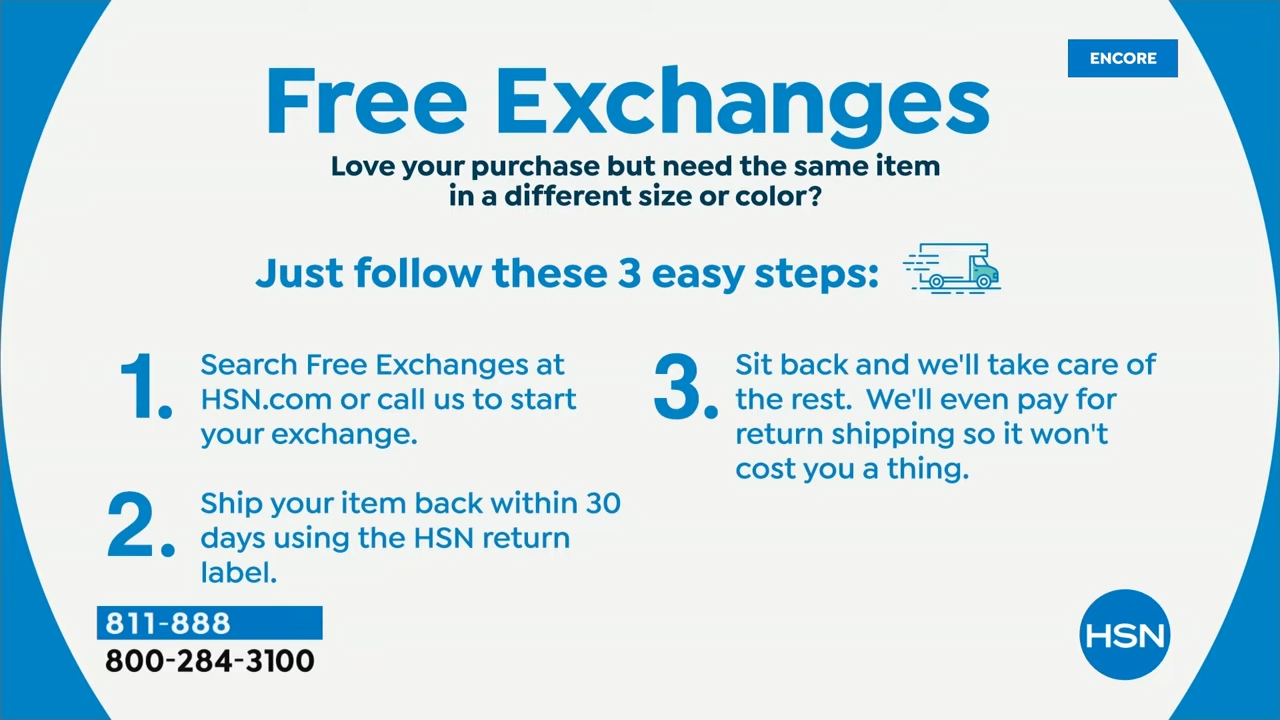 ENCORE
Free Exchanges
Love your purchase but need the same item
in a different size or color?
Just follow these 3 easy steps:
1. Search Free Exchanges at
HSN.com or call us to start
your exchange.
2. Ship your item back within 30
days using the HSN return
label.
3. Sit back and we'll take care of
the rest.  We'll even pay for
return shipping so it won't
cost you a thing.
811-888
800-284-3100
HSN